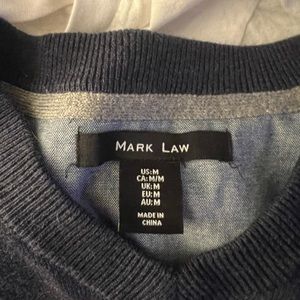 MARK LAW
US:M
CA:M/M
UK:M
EU:M
AU:M
MADE IN
CHINA